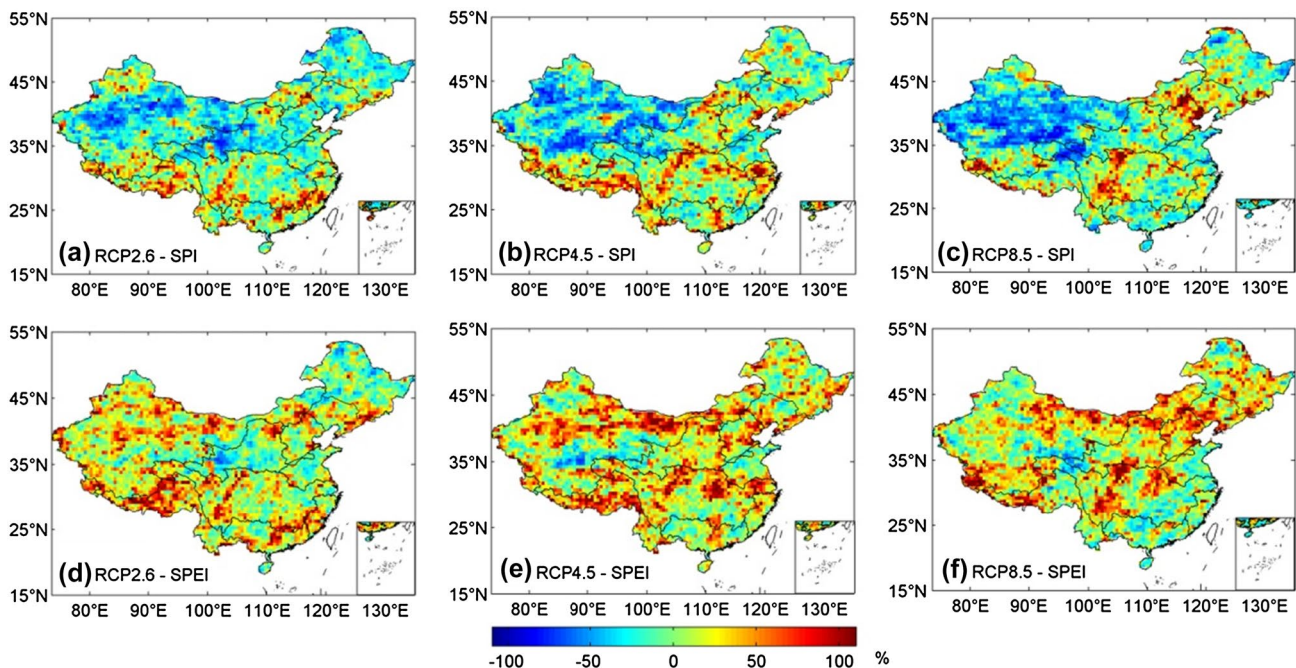 55°N 55°N 55°N
45°N 45°N 45°N
35°N 35°N 35°N
25°N 25°N 25°N
(a) RCP2.6 - SPI (b) RCP4.5 - SPI (c) RCP8.5 - SPI
15°N 15°N 15°N
80°E 90°E 100°E 110°E 120°E 130°E 80°E 90°E 100°E 110°E 120°E 130°E 80°E 90°E 100°E 110°E 120°E 130°E
55°N 55°N 55°N
45°N 45°N 45°N
35°N 35°N 35°N
25°N 25°N 25°N
(d) RCP2.6 - SPEI (e) RCP4.5 - SPEI (f) RCP8.5 - SPEI
15°N 15°N 15°N
80°E 90°E 100°E 110°E 120°E 130°E 80°E 90°E 100°E 110°E 120°E 130°E 80°E 90°E 100°E 110°E 120°E 130°E
-100 -50 0 50 100 %